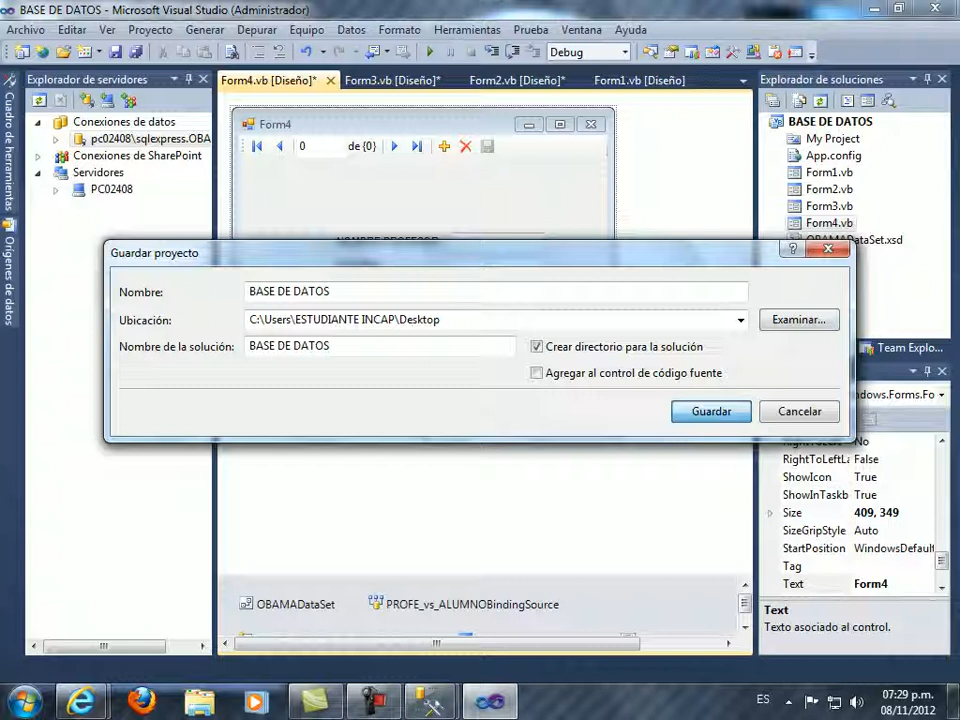 BASE DE DATOS - Microsoft Visual Studio (Administrador)
Archivo Editar Ver Proyecto Generar Depurar Equipo Datos Formato Herramientas Prueba Ventana Ayuda
Debug
Explorador de servidores
Form4.vb [Diseño]* Form3.vb [Diseño]* Form2.vb [Diseño]* Form1.vb [Diseño]
Explorador de soluciones
Cuadro de herramientas
Orígenes de datos
Conexiones de datos
pc02408\sqlexpress.OBA
Conexiones de SharePoint
Servidores
PC02408
Form4
0 de {0}
BASE DE DATOS
My Project
App.config
Form1.vb
Form2.vb
Form3.vb
Form4.vb
OBAMADataSet.xsd
Guardar proyecto
Nombre: BASE DE DATOS
Ubicación: C:\Users\ESTUDIANTE INCAP\Desktop Examinar...
Nombre de la solución: BASE DE DATOS Crear directorio para la solución
Agregar al control de código fuente
Guardar Cancelar
Team Explo...
dows.Forms.Fo
No
RightToLeftLa False
ShowIcon True
ShowInTaskb True
Size 409, 349
SizeGripStyle Auto
StartPosition WindowsDefault
Tag
Text Form4
Text
Texto asociado al control.
OBAMADataSet PROFE_vs_ALUMNOBindingSource
ES
07:29 p.m.
08/11/2012